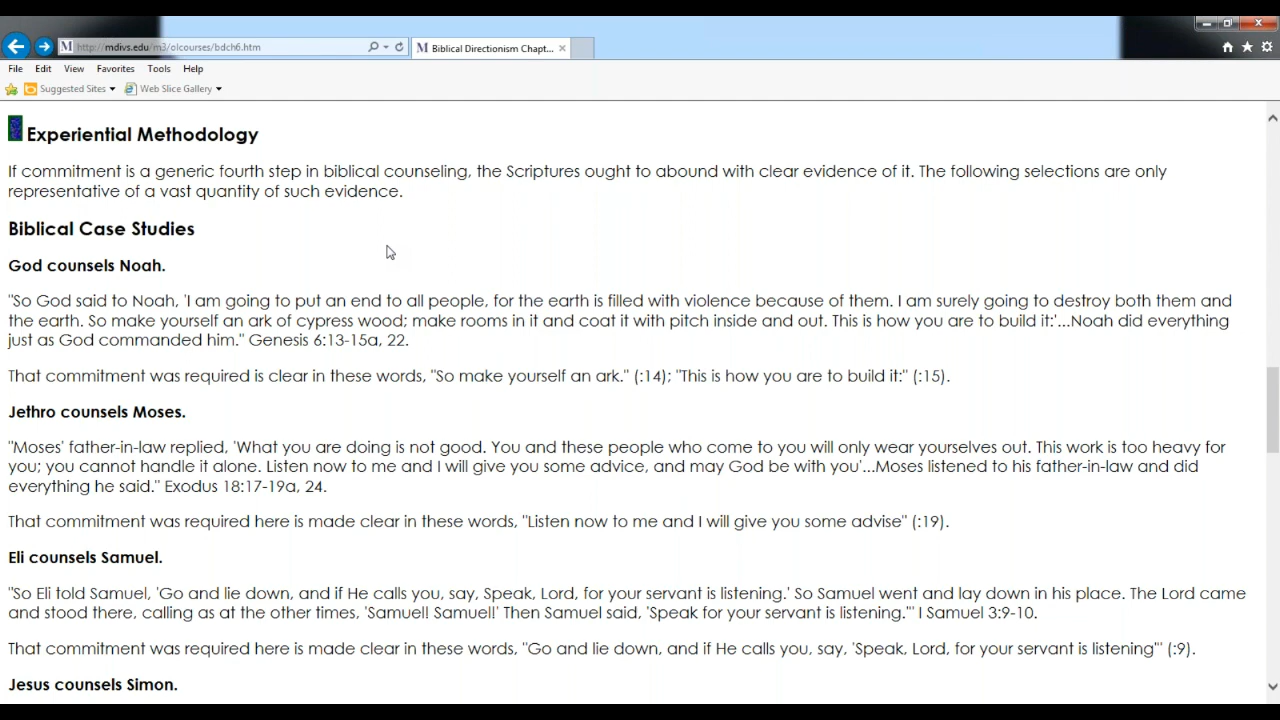 http://mdivs.edu/m3/olcourses/bdch6.htm
M Biblical Directionism Chapt...
File Edit View Favorites Tools Help
Suggested Sites Web Slice Gallery
Experiential Methodology
If commitment is a generic fourth step in biblical counseling, the Scriptures ought to abound with clear evidence of it. The following selections are only
representative of a vast quantity of such evidence.
Biblical Case Studies
God counsels Noah.
"So God said to Noah, 'I am going to put an end to all people, for the earth is filled with violence because of them. I am surely going to destroy both them and
the earth. So make yourself an ark of cypress wood; make rooms in it and coat it with pitch inside and out. This is how you are to build it:'...Noah did everything
just as God commanded him." Genesis 6:13-15a, 22.
That commitment was required is clear in these words, "So make yourself an ark." (:14); "This is how you are to build it:" (:15).
Jethro counsels Moses.
"Moses' father-in-law replied, 'What you are doing is not good. You and these people who come to you will only wear yourselves out. This work is too heavy for
you; you cannot handle it alone. Listen now to me and I will give you some advice, and may God be with you'...Moses listened to his father-in-law and did
everything he said." Exodus 18:17-19a, 24.
That commitment was required here is made clear in these words, "Listen now to me and I will give you some advise" (:19).
Eli counsels Samuel.
"So Eli told Samuel, 'Go and lie down, and if He calls you, say, Speak, Lord, for your servant is listening.' So Samuel went and lay down in his place. The Lord came
and stood there, calling as at the other times, 'Samuel! Samuel!' Then Samuel said, 'Speak for your servant is listening.'" I Samuel 3:9-10.
That commitment was required here is made clear in these words, "Go and lie down, and if He calls you, say, 'Speak, Lord, for your servant is listening'" (:9).
Jesus counsels Simon.